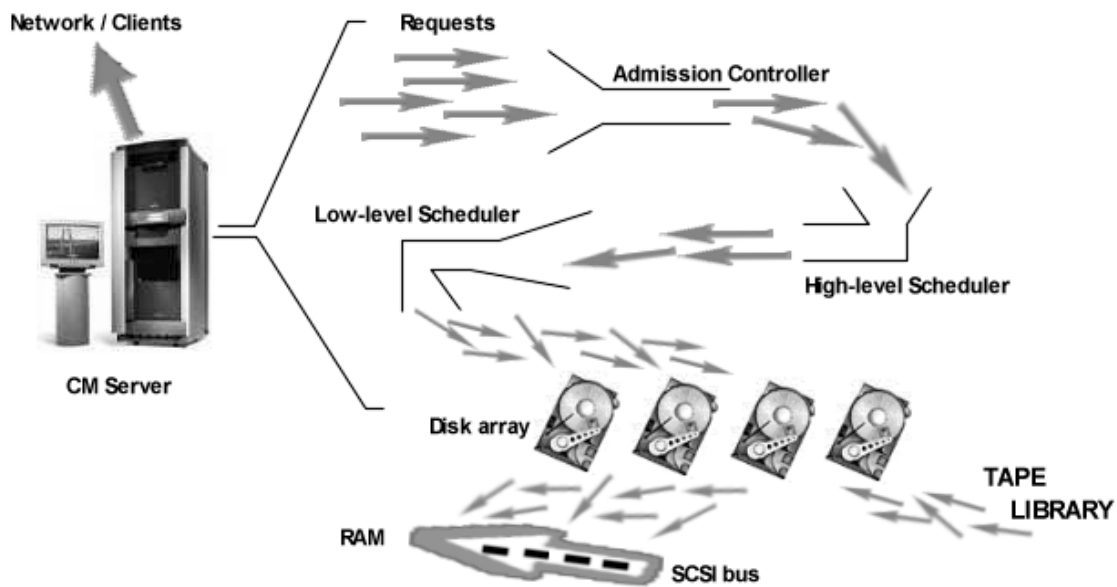 Network / Clients
Requests
Admission Controller
Low-level Scheduler
High-level Scheduler
CM Server
Disk array
TAPE
LIBRARY
RAM
SCSI bus